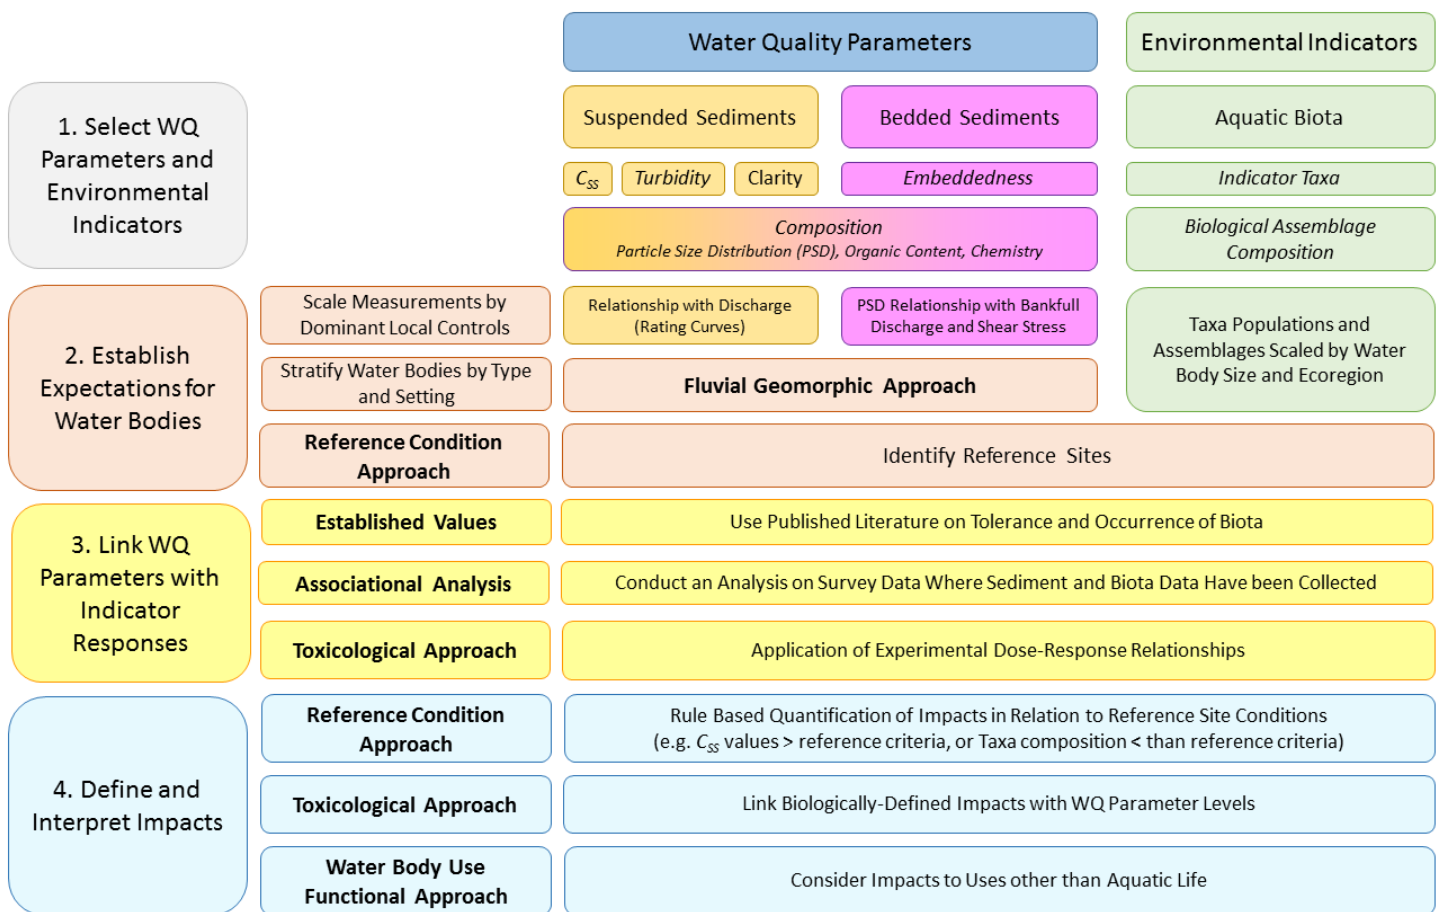 Water Quality Parameters
Environmental Indicators
1. Select WQ
Parameters and
Environmental
Indicators
Suspended Sediments
Bedded Sediments
Aquatic Biota
Css
Turbidity
Clarity
Embeddedness
Indicator Taxa
Composition
Particle Size Distribution (PSD), Organic Content, Chemistry
Biological Assemblage
Composition
2. Establish
Expectations for
Water Bodies
Scale Measurements by
Dominant Local Controls
Relationship with Discharge
(Rating Curves)
PSD Relationship with Bankfull
Discharge and Shear Stress
Taxa Populations and
Assemblages Scaled by Water
Body Size and Ecoregion
Stratify Water Bodies by Type
and Setting
Fluvial Geomorphic Approach
Reference Condition
Approach
Identify Reference Sites
3. Link WQ
Parameters with
Indicator
Responses
Established Values
Use Published Literature on Tolerance and Occurrence of Biota
Associational Analysis
Conduct an Analysis on Survey Data Where Sediment and Biota Data Have been Collected
Toxicological Approach
Application of Experimental Dose-Response Relationships
4. Define and
Interpret Impacts
Reference Condition
Approach
Rule Based Quantification of Impacts in Relation to Reference Site Conditions
(e.g. Css values > reference criteria, or Taxa composition < than reference criteria)
Toxicological Approach
Link Biologically-Defined Impacts with WQ Parameter Levels
Water Body Use
Functional Approach
Consider Impacts to Uses other than Aquatic Life